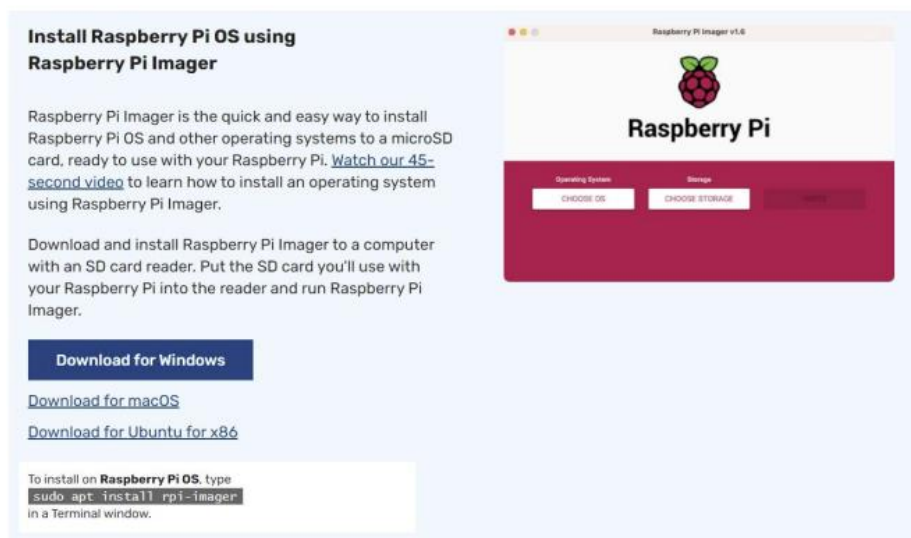 Install Raspberry Pi OS using
Raspberry Pi Imager
Raspberry Pi Imager is the quick and easy way to install
Raspberry Pi OS and other operating systems to a microSD
card, ready to use with your Raspberry Pi. Watch our 45-
second video to learn how to install an operating system
using Raspberry Pi Imager.
Download and install Raspberry Pi Imager to a computer
with an SD card reader. Put the SD card you'll use with
your Raspberry Pi into the reader and run Raspberry Pi
Imager.
Download for Windows
Download for macOS
Download for Ubuntu for x86
To install on Raspberry Pi OS, type
sudo apt install rpi-imager
in a Terminal window.
Raspberry Pi Imager v1.6
Raspberry Pi
Operating System Storage
CHOOSE OS CHOOSE STORAGE